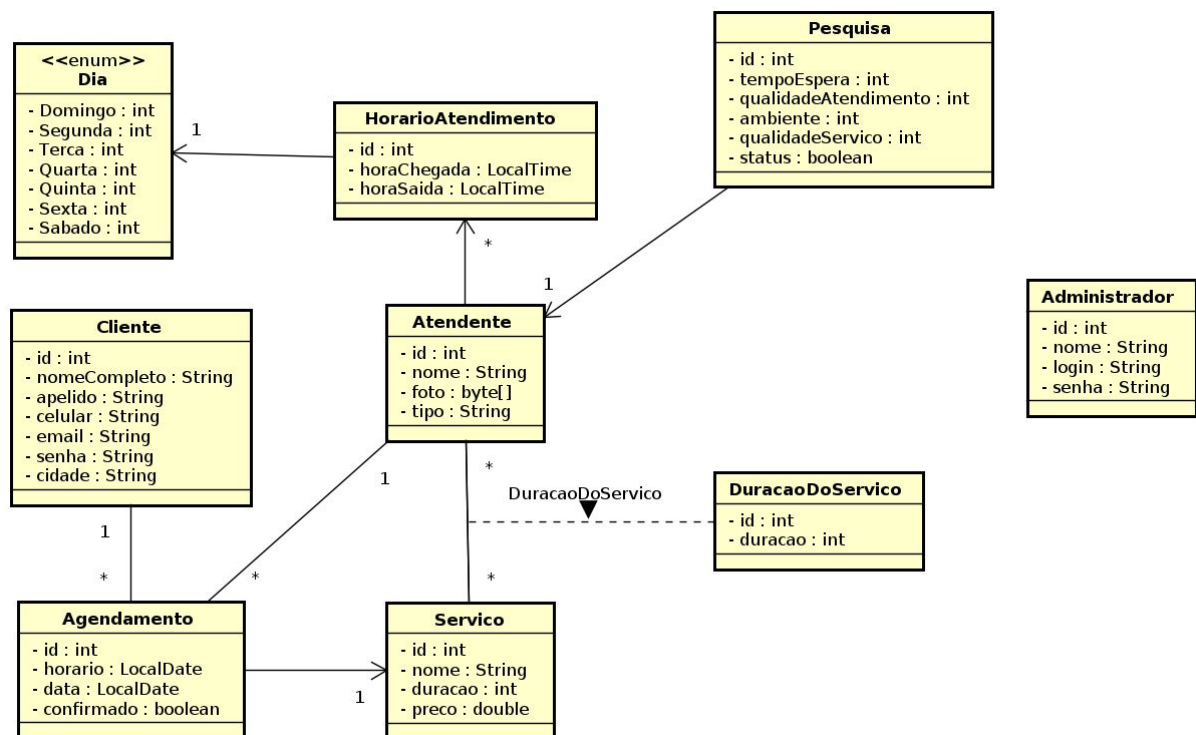 <<enum>>
Dia
- Domingo : int
- Segunda : int
- Terca : int
- Quarta : int
- Quinta : int
- Sexta : int
- Sabado : int
1
HorarioAtendimento
- id : int
- horaChegada : LocalTime
- horaSaida : LocalTime
*
Pesquisa
- id : int
- tempoEspera : int
- qualidadeAtendimento : int
- ambiente : int
- qualidadeServico : int
- status : boolean
1
Cliente
- id : int
- nomeCompleto : String
- apelido : String
- celular : String
- email : String
- senha : String
- cidade : String
1
*
Atendente
- id : int
- nome : String
- foto : byte[]
- tipo : String
1
*
*
*
Administrador
- id : int
- nome : String
- login : String
- senha : String
DuracaoDoServico
DuracaoDoServico
- id : int
- duracao : int
Agendamento
- id : int
- horario : LocalDate
- data : LocalDate
- confirmado : boolean
1
Servico
- id : int
- nome : String
- duracao : int
- preco : double